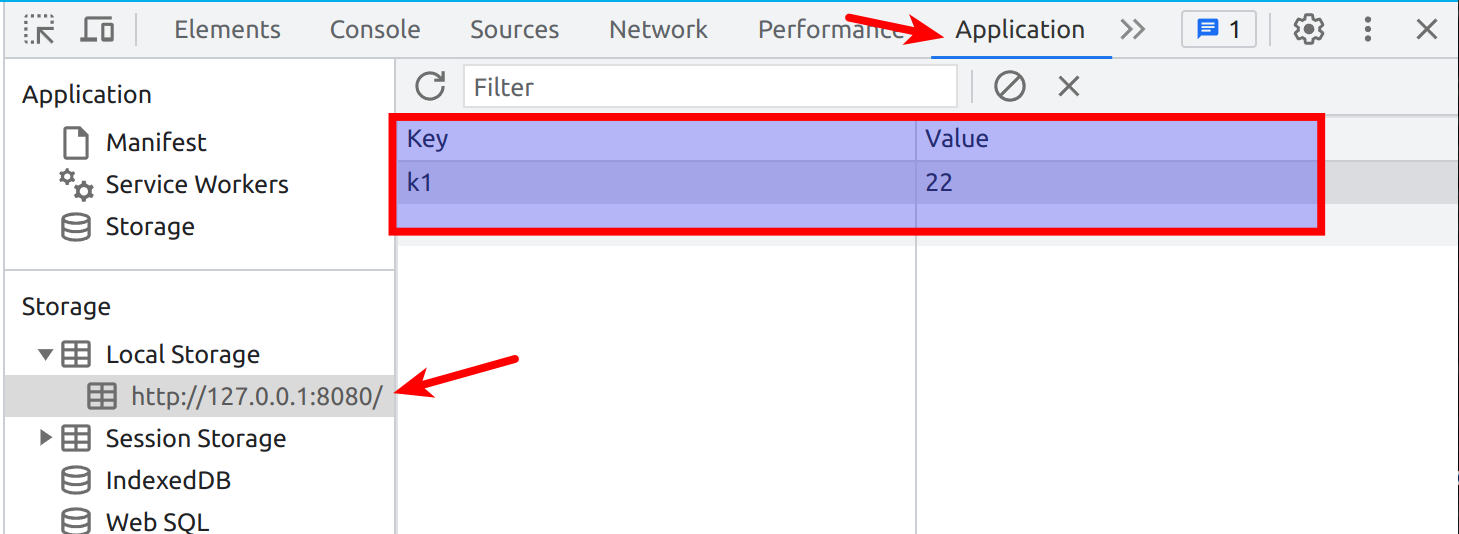 Elements Console Sources Network Performance Application 1
Application
Filter
Manifest
Key Value
Service Workers
k1 22
Storage
Storage
Local Storage
http://127.0.0.1:8080/
Session Storage
IndexedDB
Web SQL